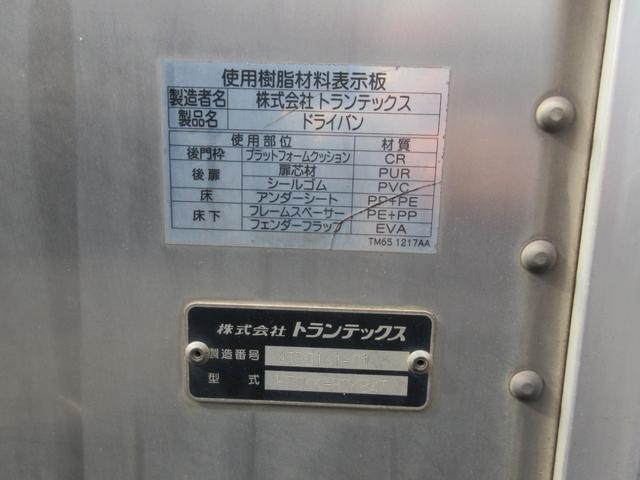 使用樹脂材料表示板
製造者名 株式会社トランテックス
製品名 ドライバン
使用部位 材質
後門枠 プラットフォームクッション CR
後扉 扉芯材 PUR
シールゴム PVC
床 アンダーシート PP+PE
床下 フレームスペーサー PE+PP
フェンダーフラップ EVA
TM65 1217AA
株式会社 トランテックス
製造番号
型式